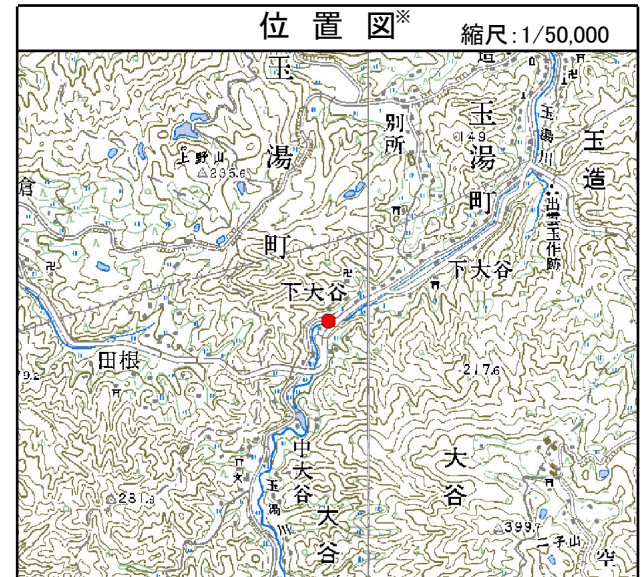 位置図※
縮尺:1/50,000
造
玉
湯
町
別所
149
玉
湯
町
玉湯川
玉
造
出雲玉作跡
上野山
△235.6
倉
下大谷
下大谷
田根
217.6
中大谷
玉湯川
大
谷
大
谷
△399.7
二子山
空